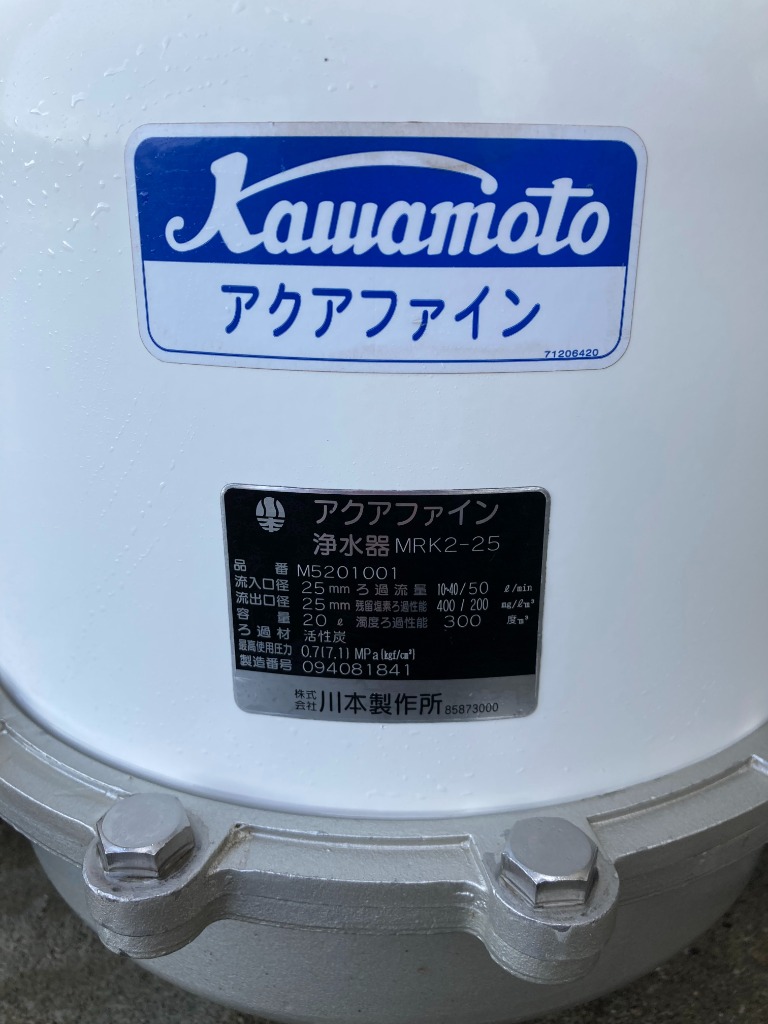 Kawamoto
アクアファイン
71206420
アクアファイン
浄水器 MRK2-25
品番 M5201001
流入口径 25mm ろ過流量 10-40/50 ℓ/min
流出口径 25mm 残留塩素ろ過性能 400/200 mg/ℓm³
容量 20 ℓ 濁度ろ過性能 300 度m³
ろ過材 活性炭
最高使用圧力 0.7(7.1) MPa(kgf/cm²)
製造番号 094081841
株式会社 川本製作所 85873000